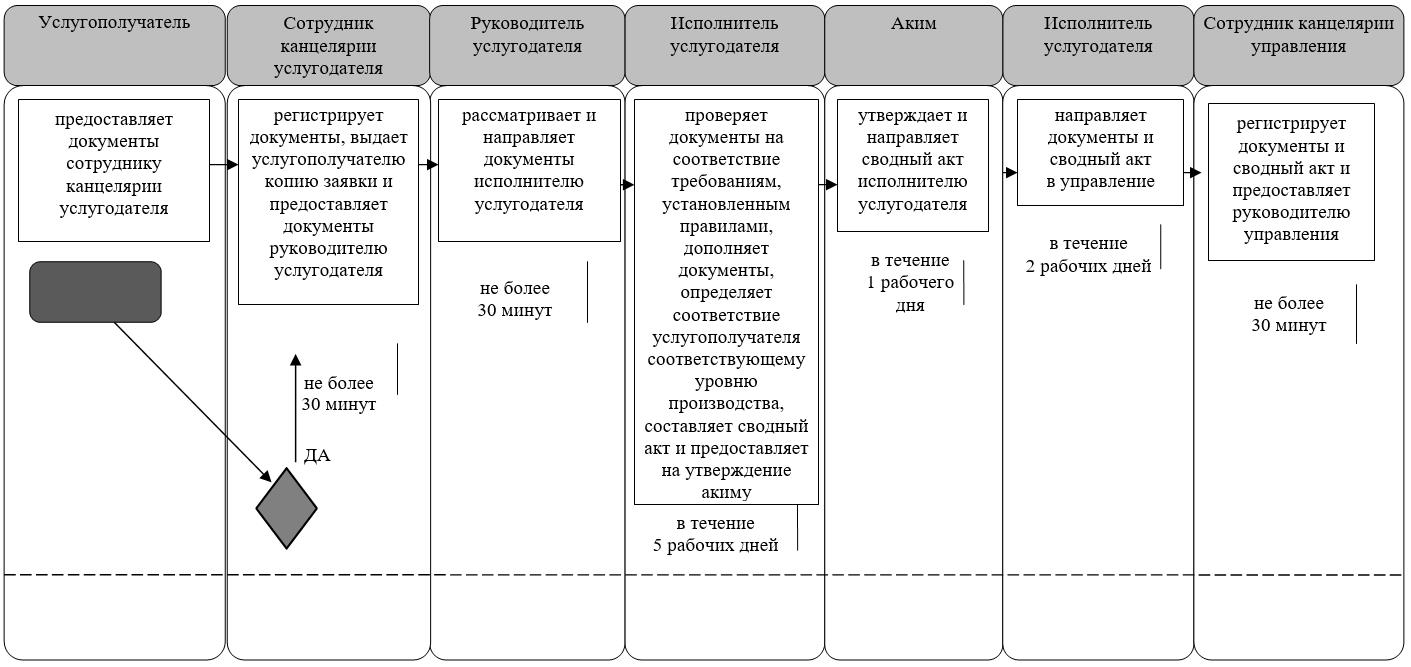 Услугополучатель
Сотрудник
канцелярии
услугодателя
Руководитель
услугодателя
Исполнитель
услугодателя
Аким
Исполнитель
услугодателя
Сотрудник канцелярии
управления
предоставляет
документы
сотруднику
канцелярии
услугодателя
регистрирует
документы, выдает
услугополучателю
копию заявки и
предоставляет
документы
руководителю
услугодателя
не более
30 минут
ДА
рассматривает и
направляет
документы
исполнителю
услугодателя
не более
30 минут
проверяет
документы на
соответствие
требованиям,
установленным
правилами,
дополняет
документы,
определяет
соответствие
услугополучателя
соответствующему
уровню
производства,
составляет сводный
акт и предоставляет
на утверждение
акиму
в течение
5 рабочих дней
утверждает и
направляет
сводный акт
исполнителю
услугодателя
в течение
1 рабочего
дня
направляет
документы и
сводный акт
в управление
в течение
2 рабочих дней
регистрирует
документы и
сводный акт и
предоставляет
руководителю
управления
не более
30 минут